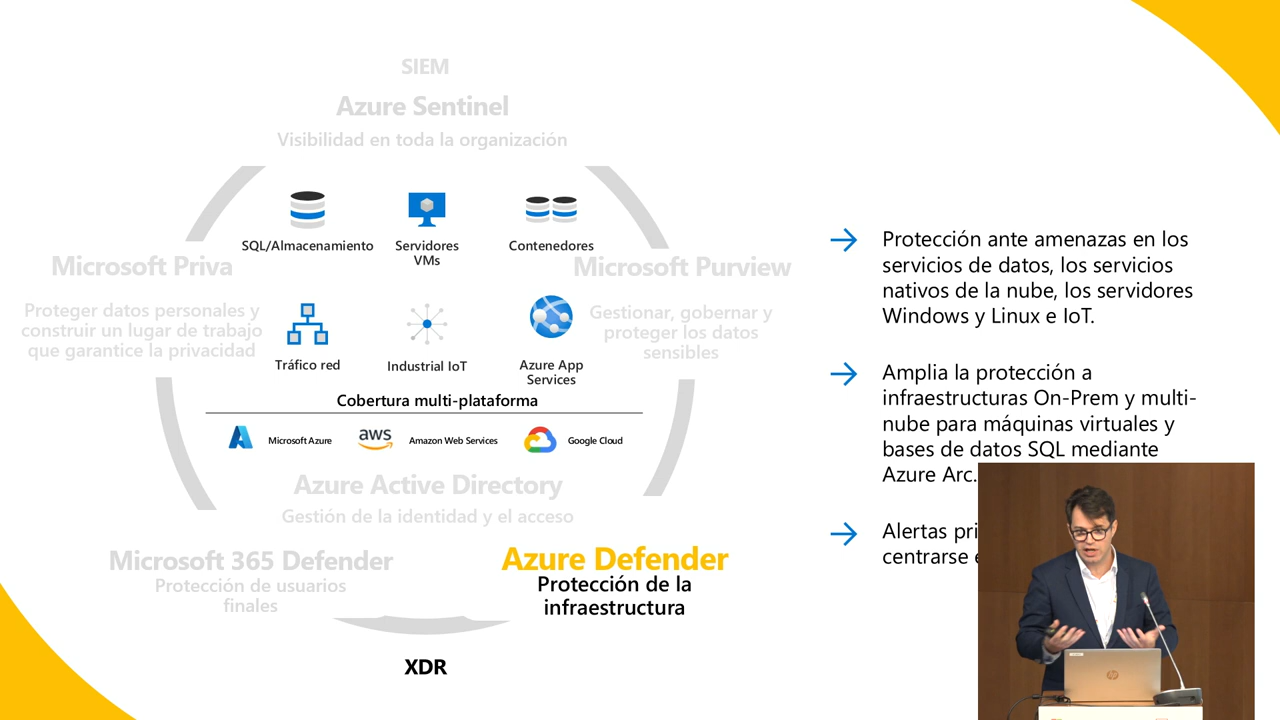 SIEM
Azure Sentinel
Visibilidad en toda la organización
SQL/Almacenamiento
Servidores
VMs
Contenedores
Microsoft Priva
Proteger datos personales y
construir un lugar de trabajo
que garantice la privacidad
Microsoft Purview
Gestionar, gobernar y
proteger los datos
sensibles
Tráfico red
Industrial IoT
Azure App
Services
Cobertura multi-plataforma
Microsoft Azure
aws
Amazon Web Services
Google Cloud
Azure Active Directory
Gestión de la identidad y el acceso
Microsoft 365 Defender
Protección de usuarios
finales
Azure Defender
Protección de la
infraestructura
XDR
Protección ante amenazas en los
servicios de datos, los servicios
nativos de la nube, los servidores
Windows y Linux e IoT.
Amplia la protección a
infraestructuras On-Prem y multi-
nube para máquinas virtuales y
bases de datos SQL mediante
Azure Arc.
Alertas
centrarse
hp